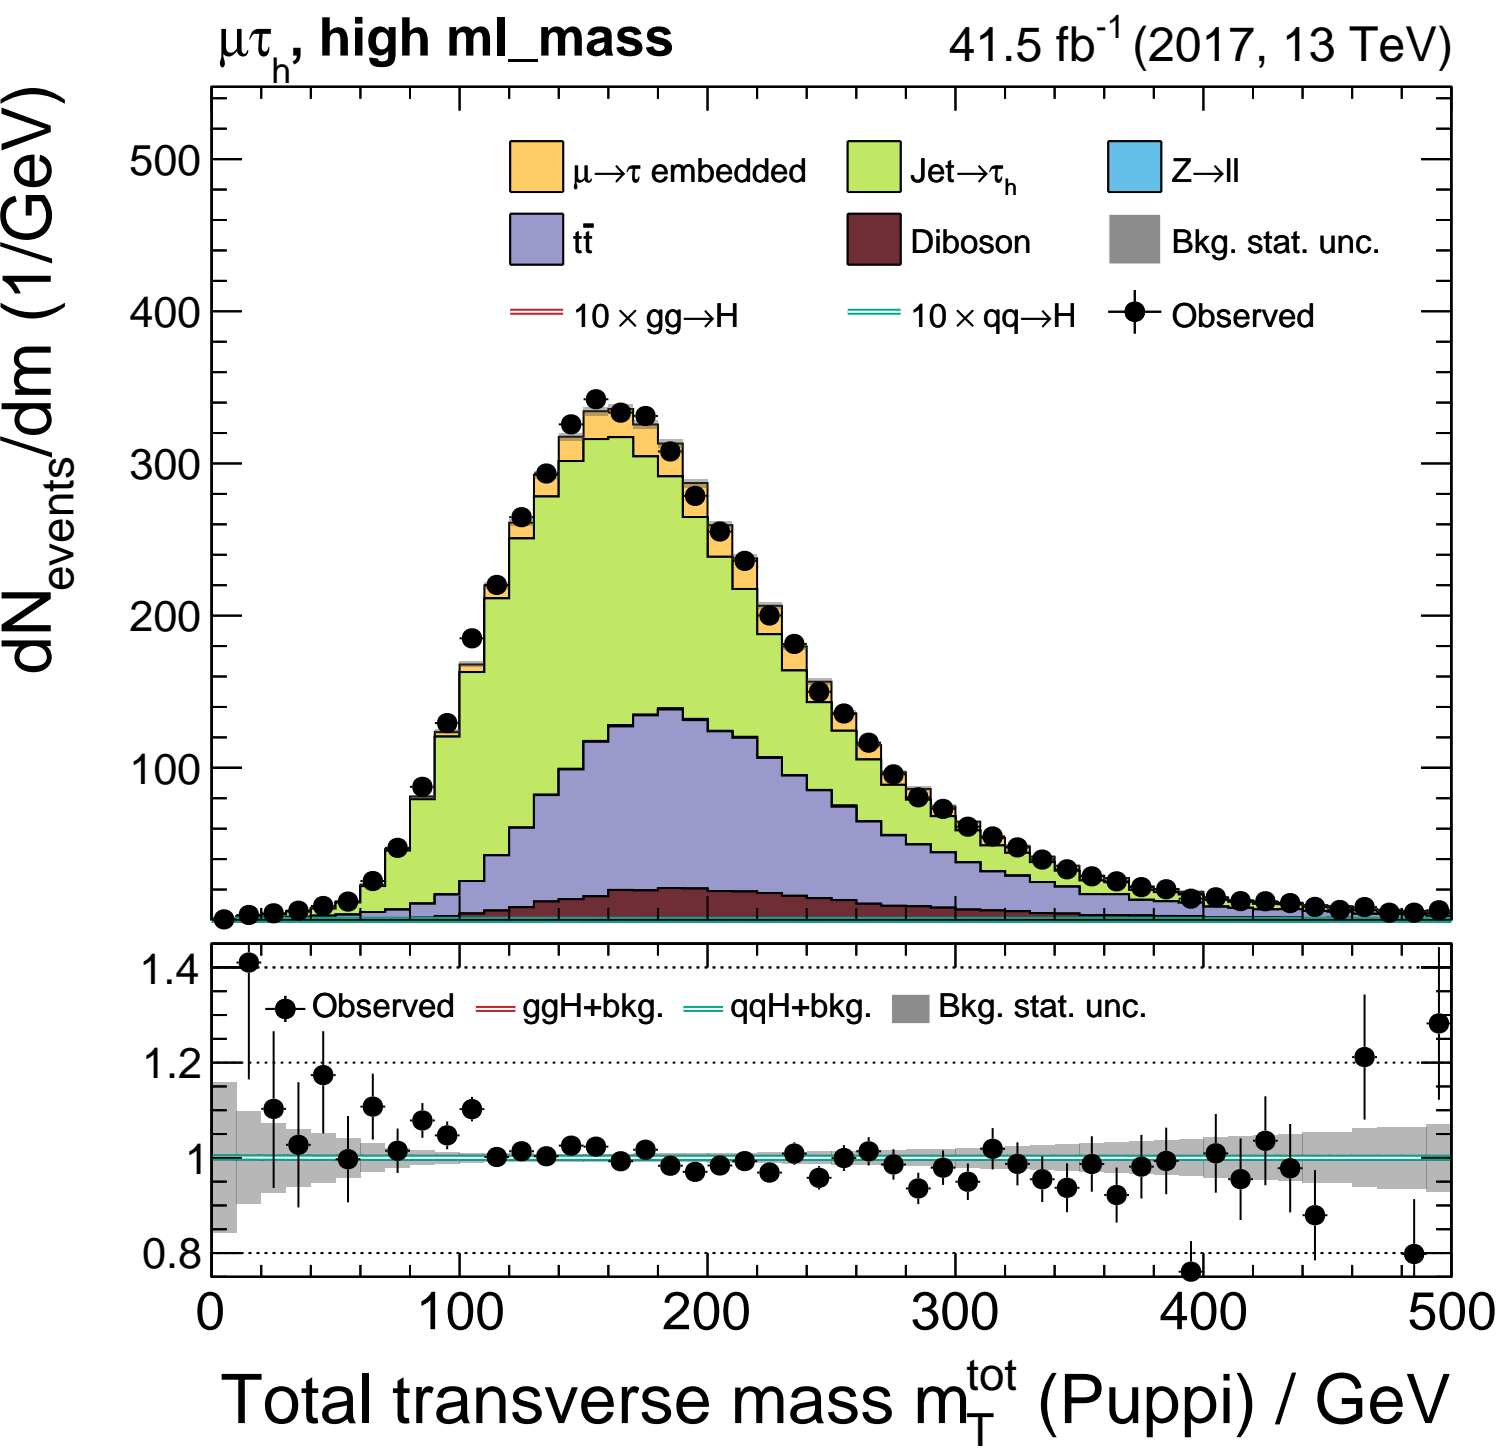 μτh, high ml_mass 41.5 fb-1 (2017, 13 TeV)
dNevents/dm (1/GeV)
500
400
300
200
100
μ→τ embedded Jet→τh Z→ll
tt̄ Diboson Bkg. stat. unc.
10 × gg→H 10 × qq→H Observed
1.4
1.2
1
0.8
Observed ggH+bkg. qqH+bkg. Bkg. stat. unc.
0 100 200 300 400 500
Total transverse mass mTtot (Puppi) / GeV